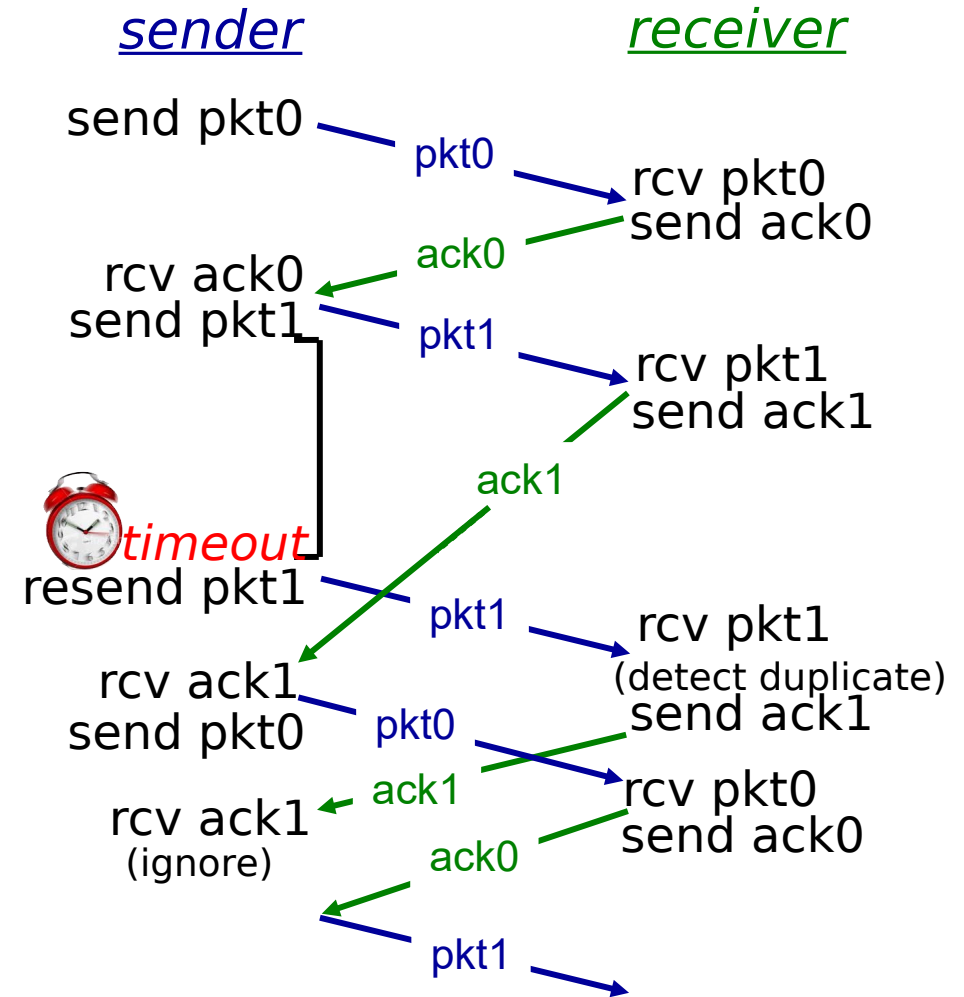 sender
receiver
send pkt0
pkt0
rcv pkt0
send ack0
ack0
rcv ack0
send pkt1
pkt1
rcv pkt1
send ack1
ack1
timeout
resend pkt1
pkt1
rcv pkt1
(detect duplicate)
send ack1
rcv ack1
send pkt0
pkt0
ack1
rcv pkt0
send ack0
rcv ack1
(ignore)
ack0
pkt1